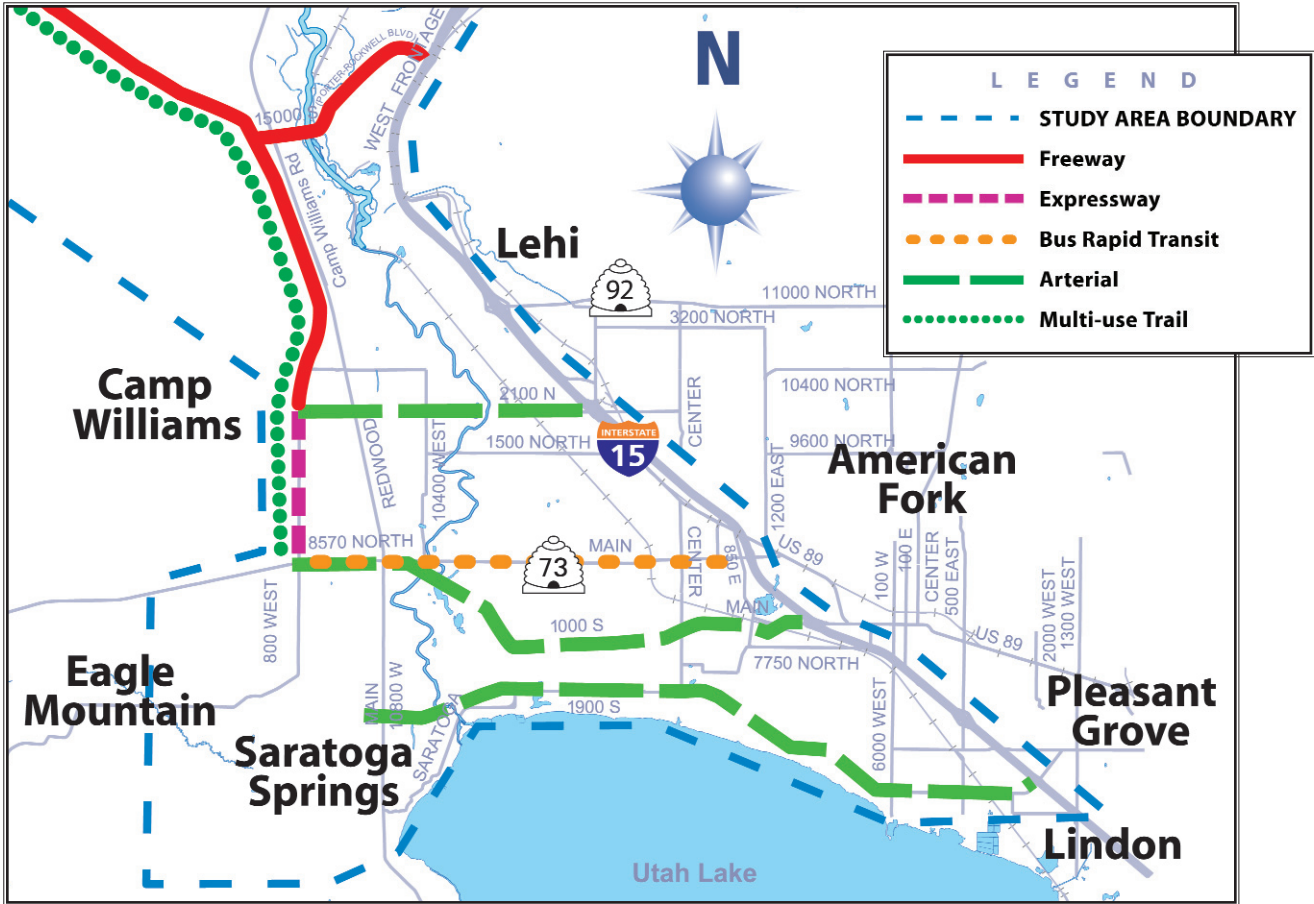 N
L E G E N D
STUDY AREA BOUNDARY
Freeway
Expressway
Bus Rapid Transit
Arterial
Multi-use Trail
WEST FRONTAGE
(PORTER-ROCKWELL BLVD)
15000
Camp Williams Rd
Lehi
92
11000 NORTH
3200 NORTH
Camp
Williams
CENTER
10400 NORTH
2100 N
REDWOOD
10400 WEST
1500 NORTH
INTERSTATE
15
1200 EAST
9600 NORTH
American
Fork
8570 NORTH
MAIN
73
CENTER
850 E
US 89
100 W
100 E
CENTER
500 EAST
2000 WEST
1300 WEST
800 WEST
1000 S
MAIN
7750 NORTH
US 89
Eagle
Mountain
MAIN
10800 W
SARATOGA
1900 S
6000 WEST
Pleasant
Grove
Saratoga
Springs
Lindon
Utah Lake